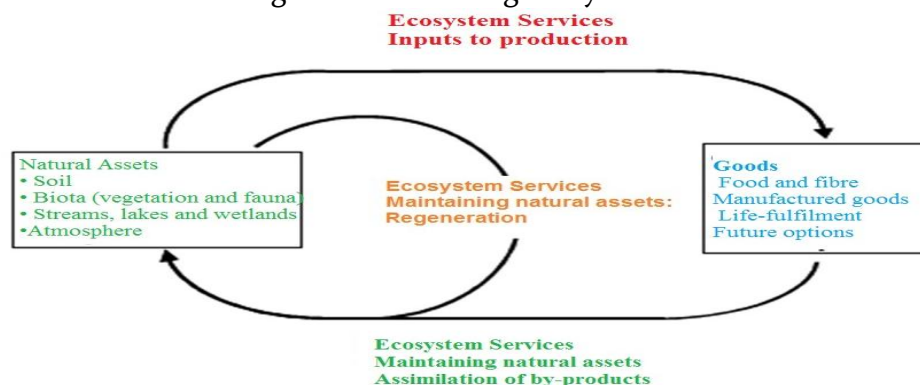 Ecosystem Services
Inputs to production
Natural Assets
• Soil
• Biota (vegetation and fauna)
• Streams, lakes and wetlands
•Atmosphere
Ecosystem Services
Maintaining natural assets:
Regeneration
Goods
Food and fibre
Manufactured goods
Life-fulfilment
Future options
Ecosystem Services
Maintaining natural assets
Assimilation of by-products